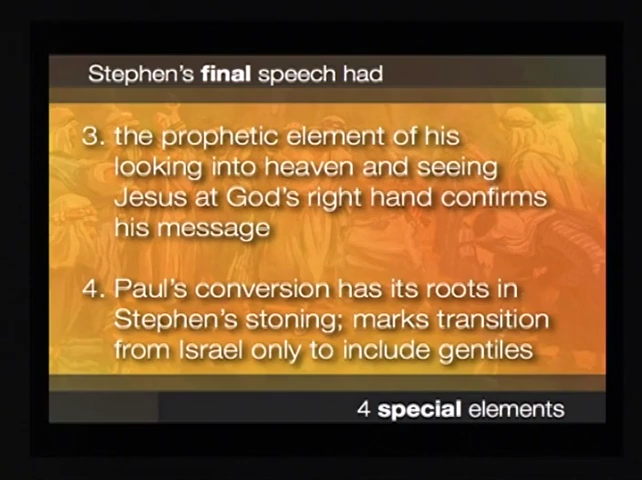 Stephen's final speech had
3. the prophetic element of his
looking into heaven and seeing
Jesus at God's right hand confirms
his message
4. Paul's conversion has its roots in
Stephen's stoning; marks transition
from Israel only to include gentiles
4 special elements